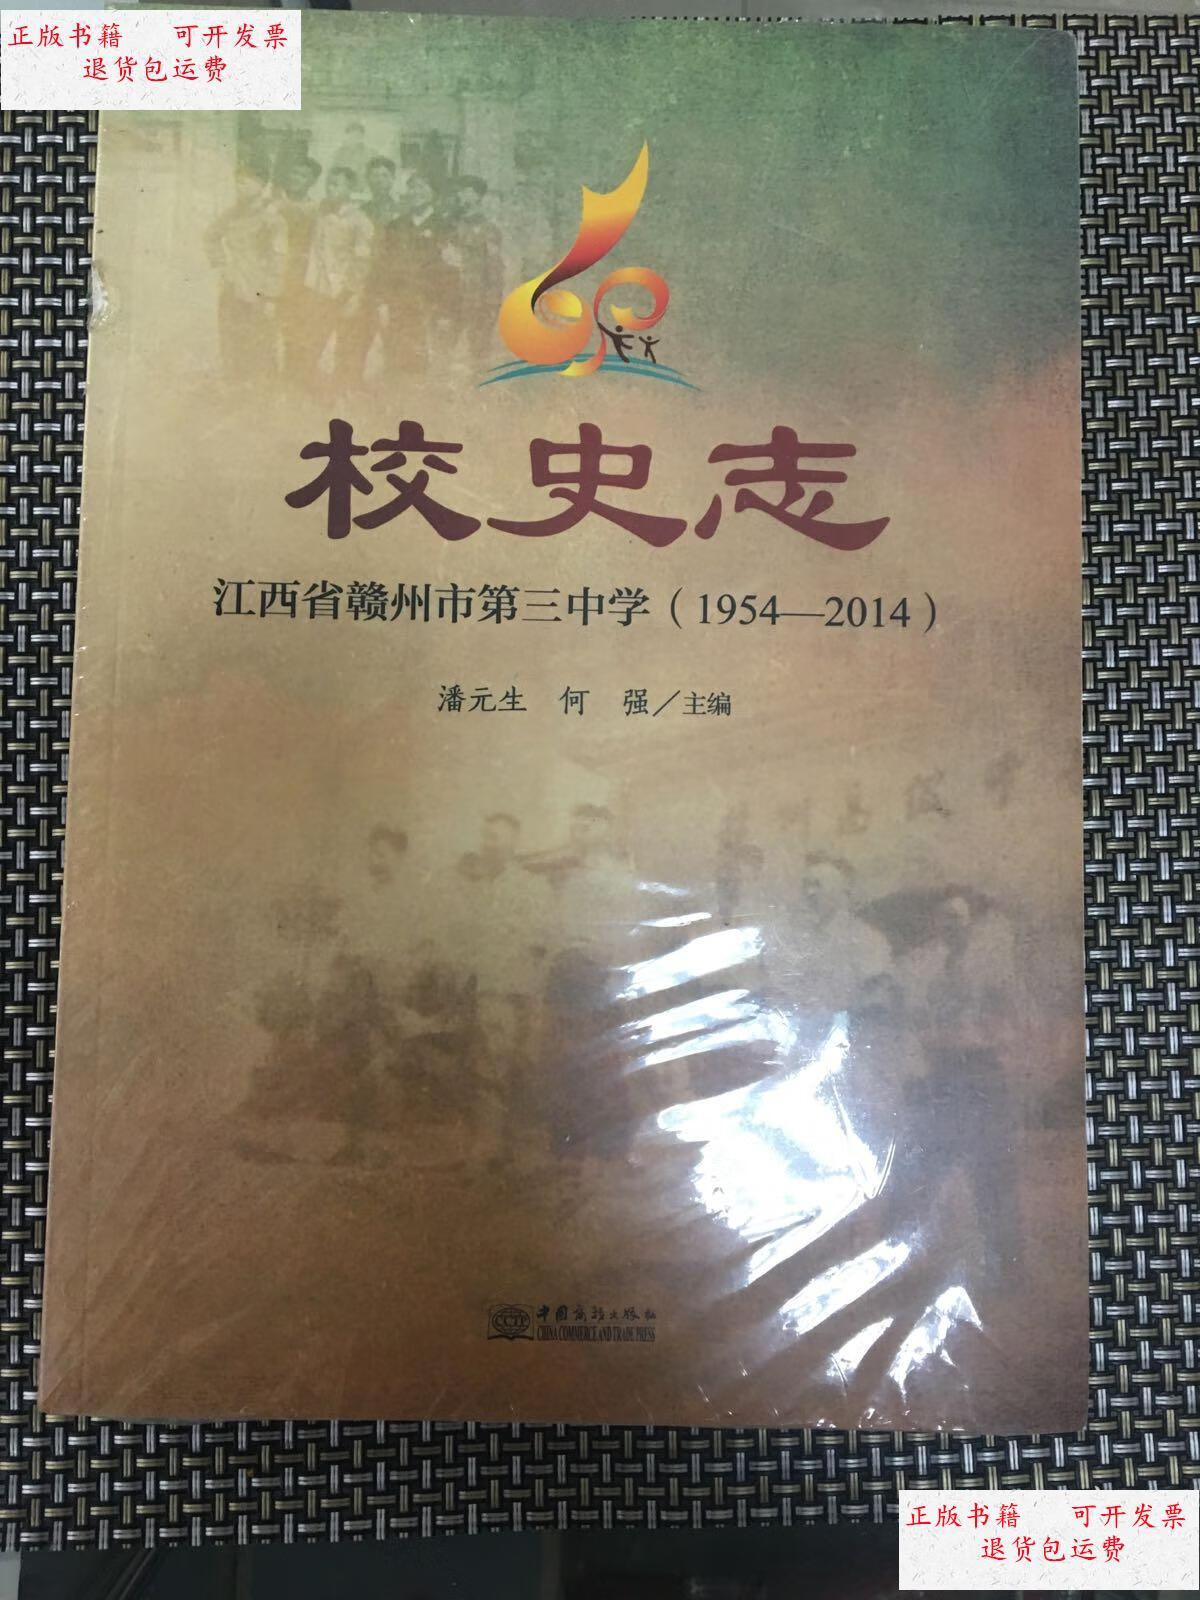 正版书籍 可开发票
退货包运费
校史志
江西省赣州市第三中学（1954—2014）
潘元生 何 强／主编
CCTP
中国商务出版社
CHINA COMMERCE AND TRADE PRESS
正版书籍 可开发票
退货包运费